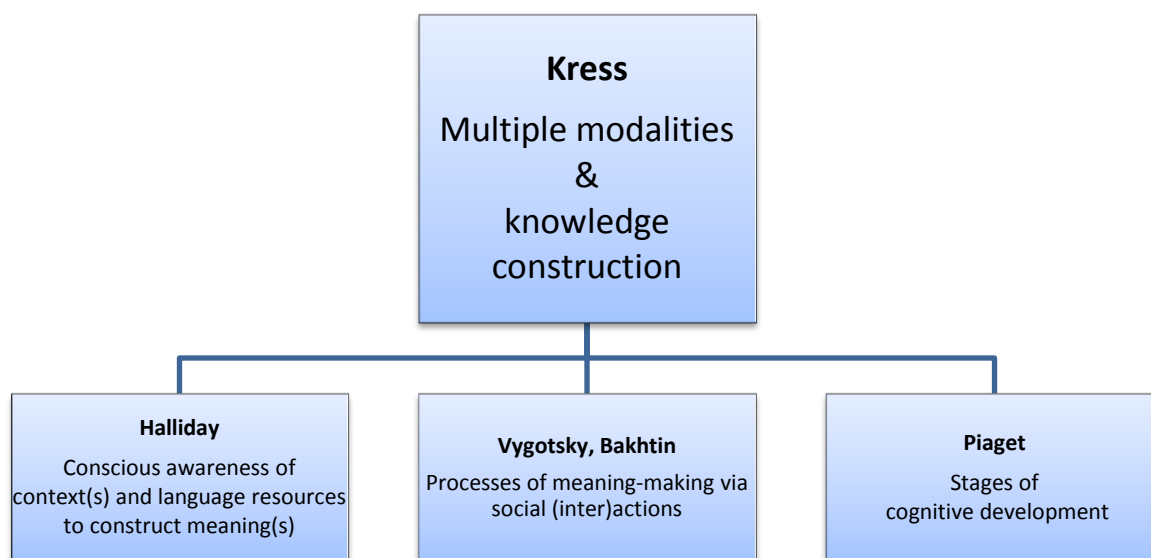 Kress
Multiple modalities
&
knowledge
construction
Halliday
Conscious awareness of
context(s) and language resources
to construct meaning(s)
Vygotsky, Bakhtin
Processes of meaning-making via
social (inter)actions
Piaget
Stages of
cognitive development